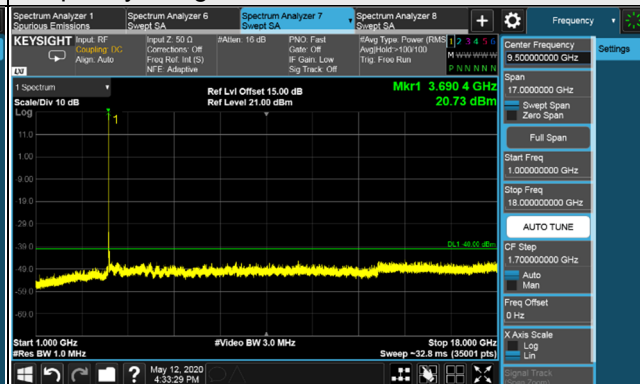 Spectrum Analyzer 1
Spurious Emissions
Spectrum Analyzer 6
Swept SA
Spectrum Analyzer 7
Swept SA
Spectrum Analyzer 8
Swept SA
+
Frequency
KEYSIGHT
Input: RF
Coupling: DC
Align: Auto
Input Z: 50 Ω
Corrections: Off
Freq Ref: Int (S)
NFE: Adaptive
#Atten: 16 dB
PNO: Fast
Gate: Off
IF Gain: Low
Sig Track: Off
#Avg Type: Power (RMS
Avg|Hold:>100/100
Trig: Free Run
1 2 3 4 5 6
M W W W W W
P N N N N N
LXI
1 Spectrum
Scale/Div 10 dB
Log
Ref Lvl Offset 15.00 dB
Ref Level 21.00 dBm
Mkr1 3.690 4 GHz
20.73 dBm
1
11.0
1.00
-9.00
-19.0
-29.0
-39.0
-49.0
-59.0
-69.0
DL1 -40.00 dBm
Start 1.000 GHz
#Res BW 1.0 MHz
#Video BW 3.0 MHz
Stop 18.000 GHz
Sweep ~32.8 ms (35001 pts)
May 12, 2020
4:33:29 PM
?
Center Frequency
9.500000000 GHz
Span
17.0000000 GHz
Swept Span
Zero Span
Full Span
Start Freq
1.000000000 GHz
Stop Freq
18.000000000 GHz
AUTO TUNE
CF Step
1.700000000 GHz
Auto
Man
Freq Offset
0 Hz
X Axis Scale
Log
Lin
Signal Track
(Span Zoom)
Settings